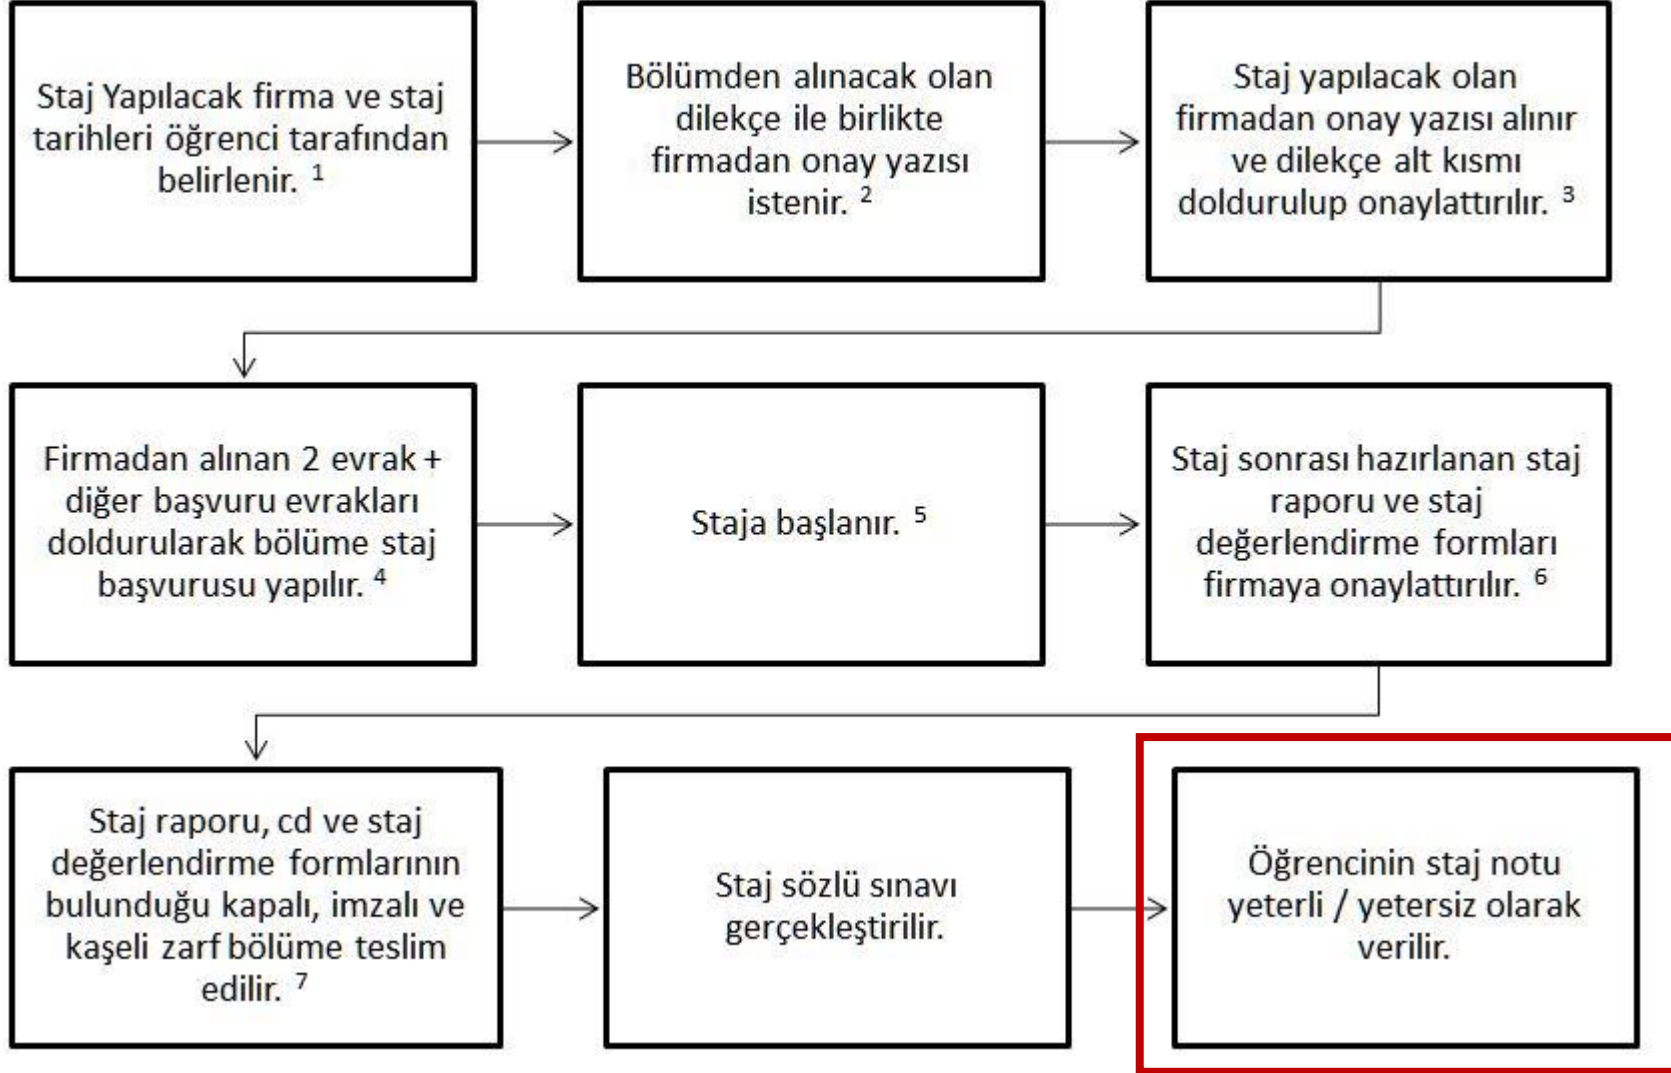 Staj Yapılacak firma ve staj
tarihleri öğrenci tarafından
belirlenir. 1
Bölümden alınacak olan
dilekçe ile birlikte
firmadan onay yazısı
istenir. 2
Staj yapılacak olan
firmadan onay yazısı alınır
ve dilekçe alt kısmı
doldurulup onaylattırılır. 3
Firmadan alınan 2 evrak +
diğer başvuru evrakları
doldurularak bölüme staj
başvurusu yapılır. 4
Staja başlanır. 5
Staj sonrası hazırlanan staj
raporu ve staj
değerlendirme formları
firmaya onaylattırılır. 6
Staj raporu, cd ve staj
değerlendirme formlarının
bulunduğu kapalı, imzalı ve
kaşeli zarf bölüme teslim
edilir. 7
Staj sözlü sınavı
gerçekleştirilir.
Öğrencinin staj notu
yeterli / yetersiz olarak
verilir.